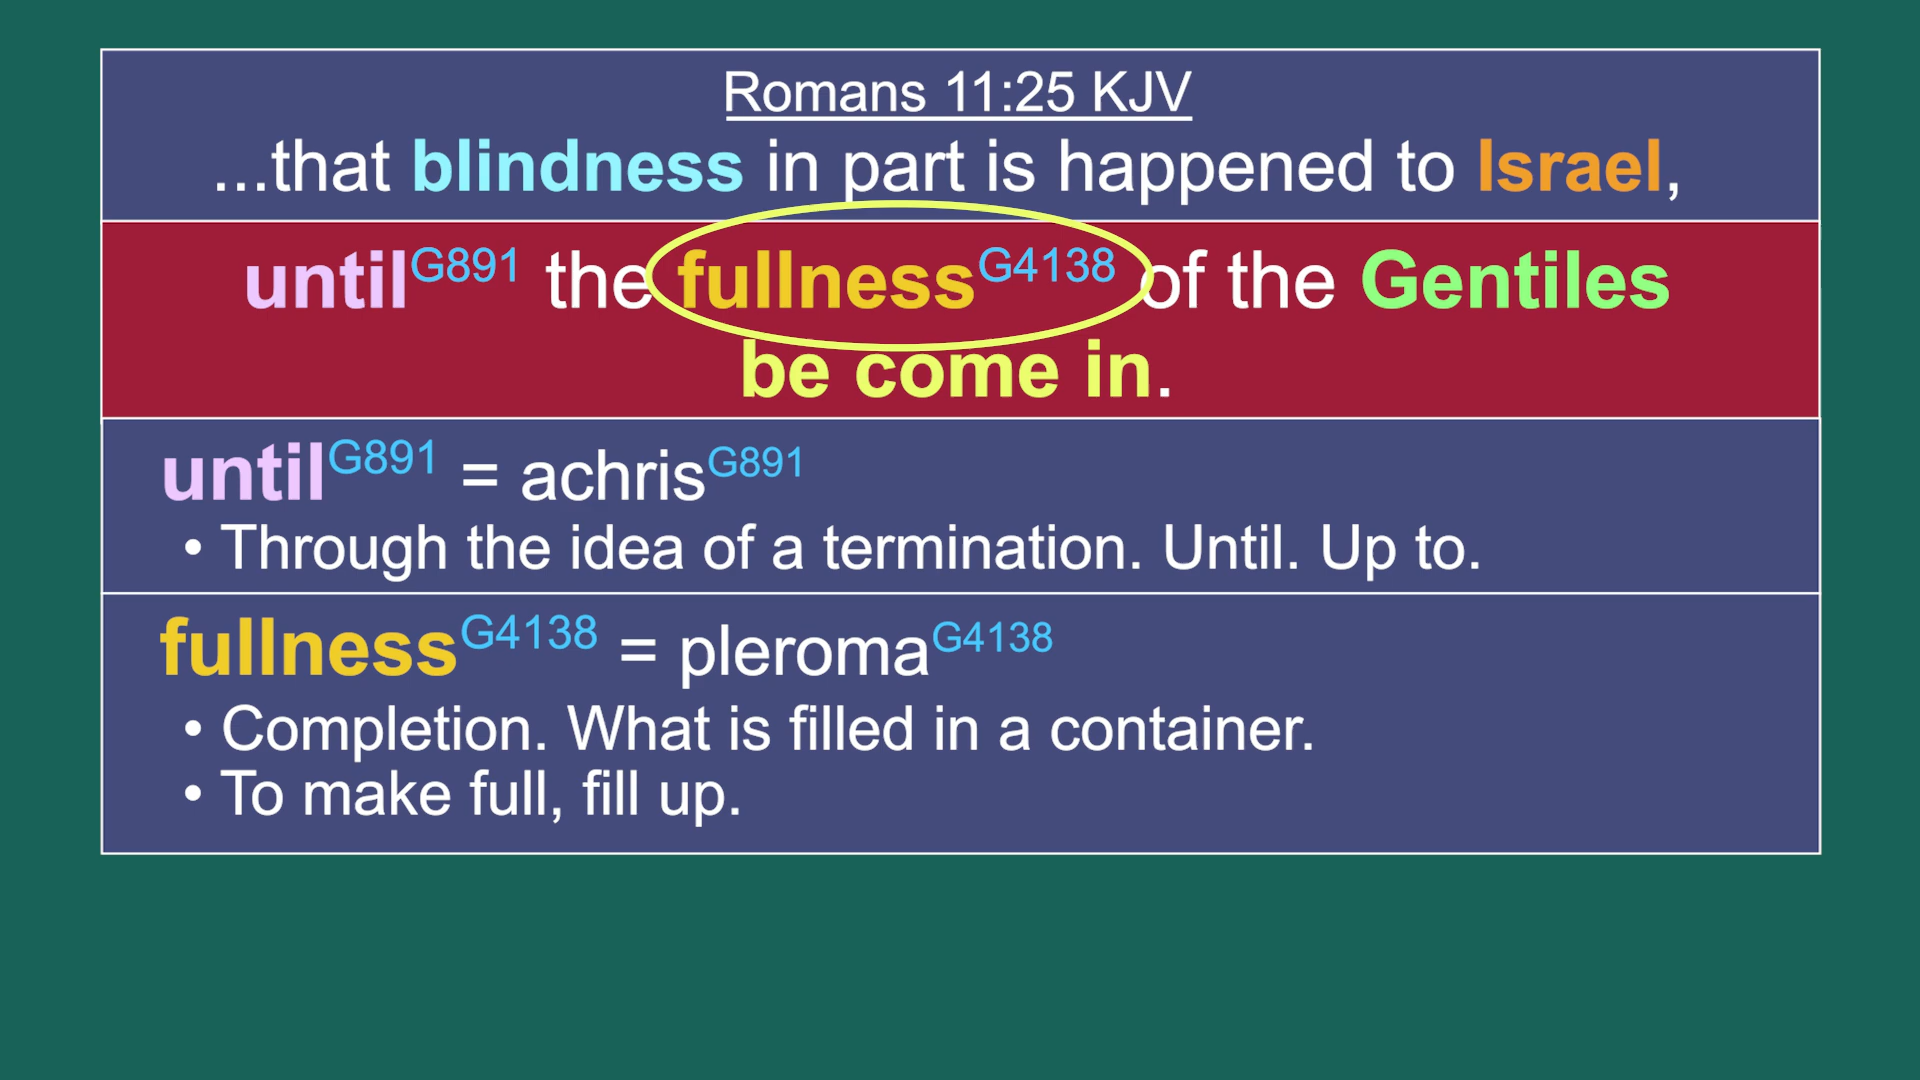 Romans 11:25 KJV
...that blindness in part is happened to Israel,
untilG891 the fullnessG4138 of the Gentiles
be come in.
untilG891 = achrisG891
• Through the idea of a termination. Until. Up to.
fullnessG4138 = pleromaG4138
• Completion. What is filled in a container.
• To make full, fill up.